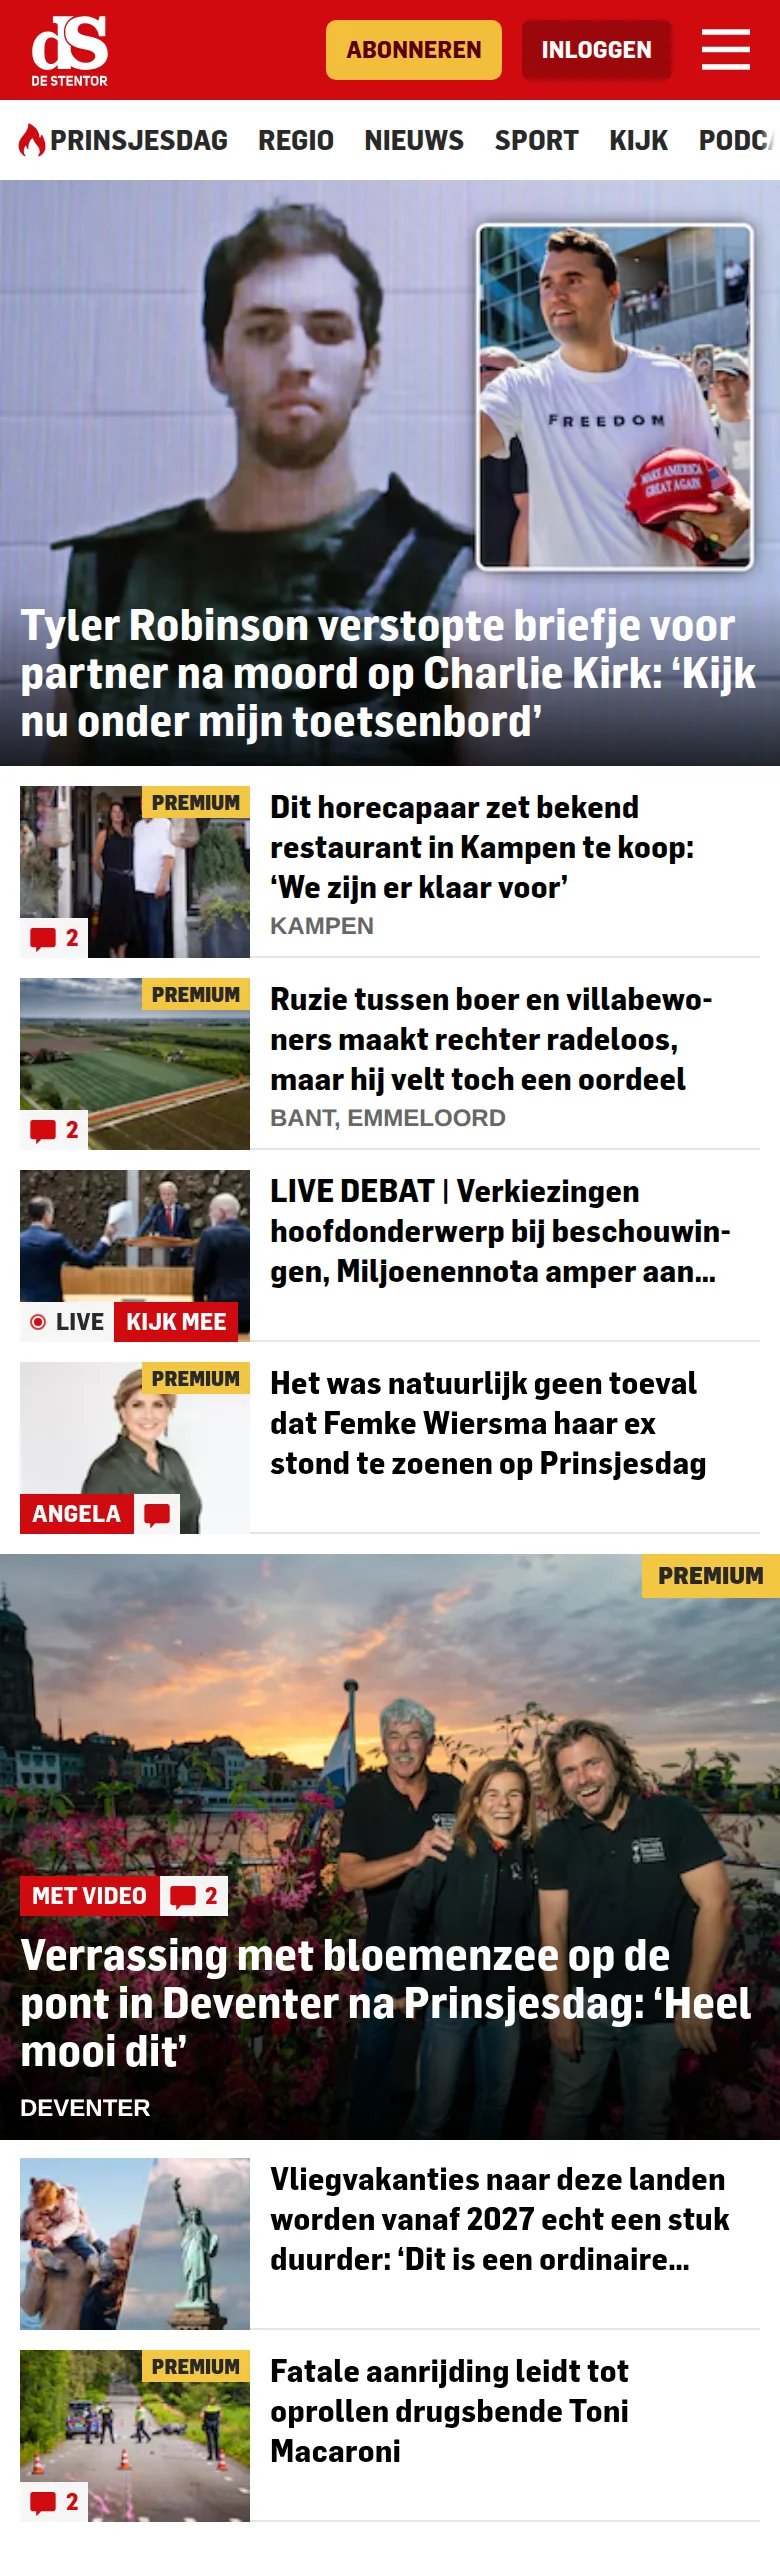 dS
DE STENTOR
ABONNEREN
INLOGGEN
PRINSJESDAG REGIO NIEUWS SPORT KIJK PODCA
FREEDOM
MAKE AMERICA
GREAT AGAIN
Tyler Robinson verstopte briefje voor
partner na moord op Charlie Kirk: ‘Kijk
nu onder mijn toetsenbord’
PREMIUM
2
Dit horecapaar zet bekend
restaurant in Kampen te koop:
‘We zijn er klaar voor’
KAMPEN
PREMIUM
2
Ruzie tussen boer en villabewo-
ners maakt rechter radeloos,
maar hij velt toch een oordeel
BANT, EMMELOORD
LIVE KIJK MEE
LIVE DEBAT | Verkiezingen
hoofdonderwerp bij beschouwin-
gen, Miljoenennota amper aan...
PREMIUM
ANGELA
Het was natuurlijk geen toeval
dat Femke Wiersma haar ex
stond te zoenen op Prinsjesdag
PREMIUM
MET VIDEO 2
Verrassing met bloemenzee op de
pont in Deventer na Prinsjesdag: ‘Heel
mooi dit’
DEVENTER
Vliegvakanties naar deze landen
worden vanaf 2027 echt een stuk
duurder: ‘Dit is een ordinaire...
PREMIUM
2
Fatale aanrijding leidt tot
oprollen drugsbende Toni
Macaroni